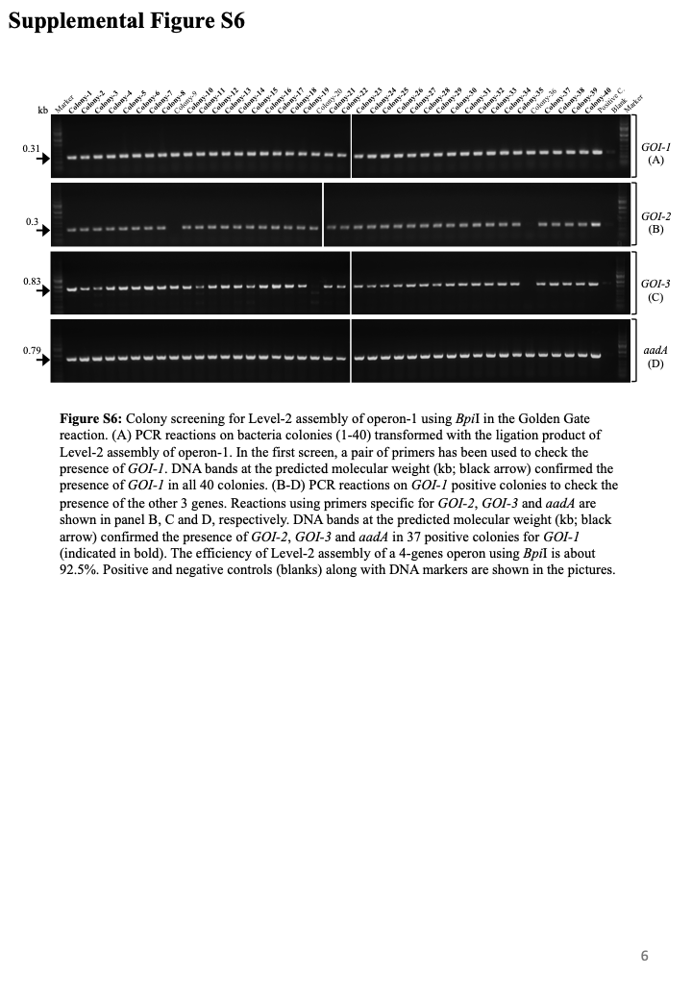 Supplemental Figure S6
kb
Marker
Colony-1
Colony-2
Colony-3
Colony-4
Colony-5
Colony-6
Colony-7
Colony-8
Colony-9
Colony-10
Colony-11
Colony-12
Colony-13
Colony-14
Colony-15
Colony-16
Colony-17
Colony-18
Colony-19
Colony-20
Colony-21
Colony-22
Colony-23
Colony-24
Colony-25
Colony-26
Colony-27
Colony-28
Colony-29
Colony-30
Colony-31
Colony-32
Colony-33
Colony-34
Colony-35
Colony-36
Colony-37
Colony-38
Colony-39
Colony-40
Positive C.
Blank
Marker
0.31
GOI-1
(A)
0.3
GOI-2
(B)
0.83
GOI-3
(C)
0.79
aadA
(D)
Figure S6: Colony screening for Level-2 assembly of operon-1 using BpiI in the Golden Gate
reaction. (A) PCR reactions on bacteria colonies (1-40) transformed with the ligation product of
Level-2 assembly of operon-1. In the first screen, a pair of primers has been used to check the
presence of GOI-1. DNA bands at the predicted molecular weight (kb; black arrow) confirmed the
presence of GOI-1 in all 40 colonies. (B-D) PCR reactions on GOI-1 positive colonies to check the
presence of the other 3 genes. Reactions using primers specific for GOI-2, GOI-3 and aadA are
shown in panel B, C and D, respectively. DNA bands at the predicted molecular weight (kb; black
arrow) confirmed the presence of GOI-2, GOI-3 and aadA in 37 positive colonies for GOI-1
(indicated in bold). The efficiency of Level-2 assembly of a 4-genes operon using BpiI is about
92.5%. Positive and negative controls (blanks) along with DNA markers are shown in the pictures.
6